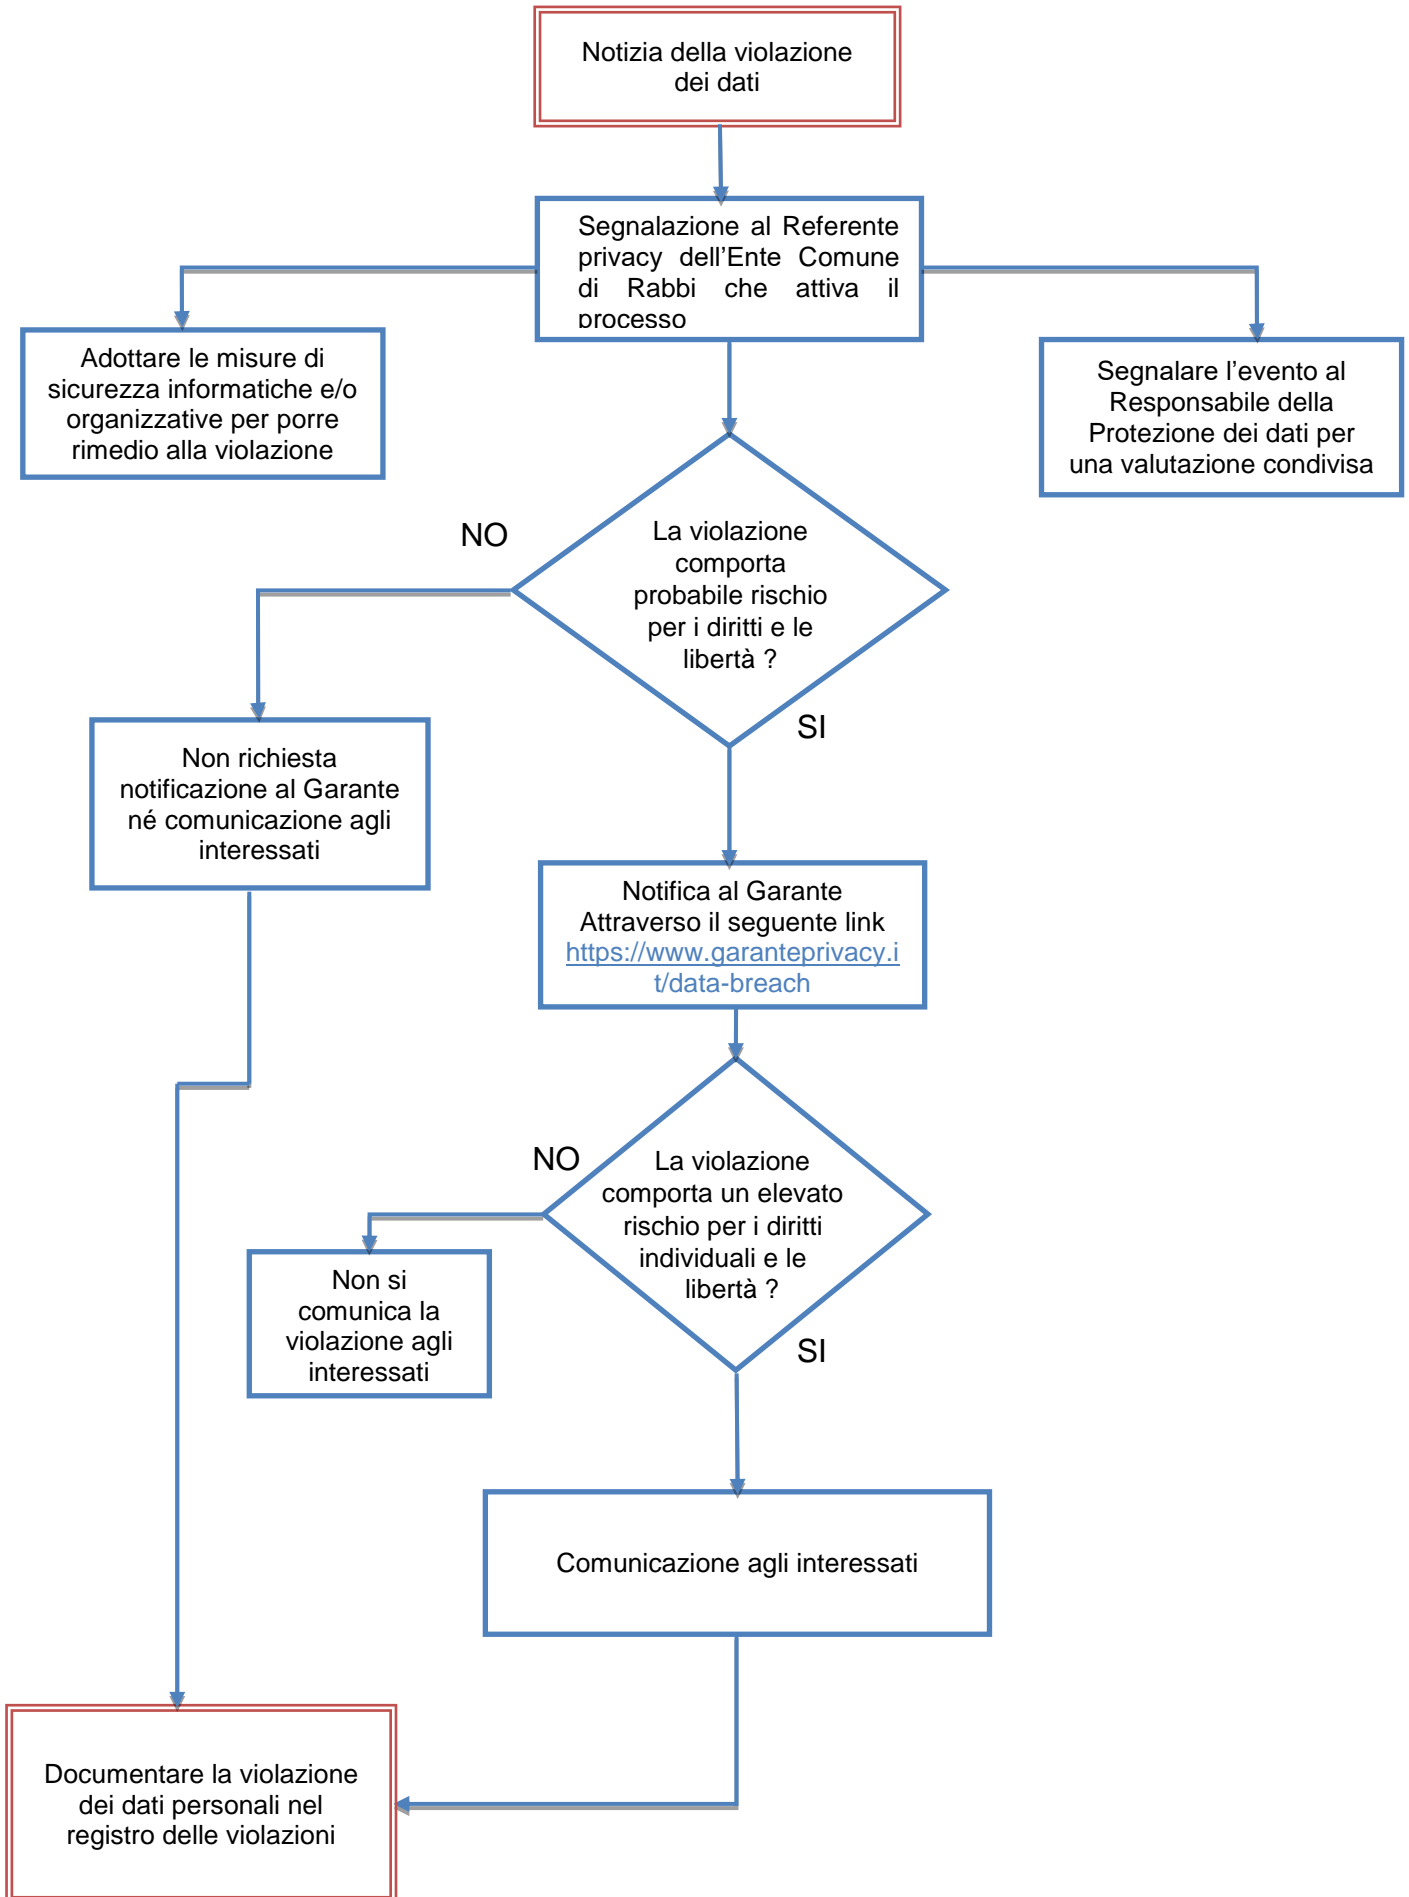 Notizia della violazione
dei dati
Segnalazione al Referente
privacy dell’Ente Comune
di Rabbi che attiva il
processo
Adottare le misure di
sicurezza informatiche e/o
organizzative per porre
rimedio alla violazione
Segnalare l’evento al
Responsabile della
Protezione dei dati per
una valutazione condivisa
NO
La violazione
comporta
probabile rischio
per i diritti e le
libertà ?
SI
Non richiesta
notificazione al Garante
né comunicazione agli
interessati
Notifica al Garante
Attraverso il seguente link
https://www.garanteprivacy.i
t/data-breach
NO
La violazione
comporta un elevato
rischio per i diritti
individuali e le
libertà ?
Non si
comunica la
violazione agli
interessati
SI
Comunicazione agli interessati
Documentare la violazione
dei dati personali nel
registro delle violazioni